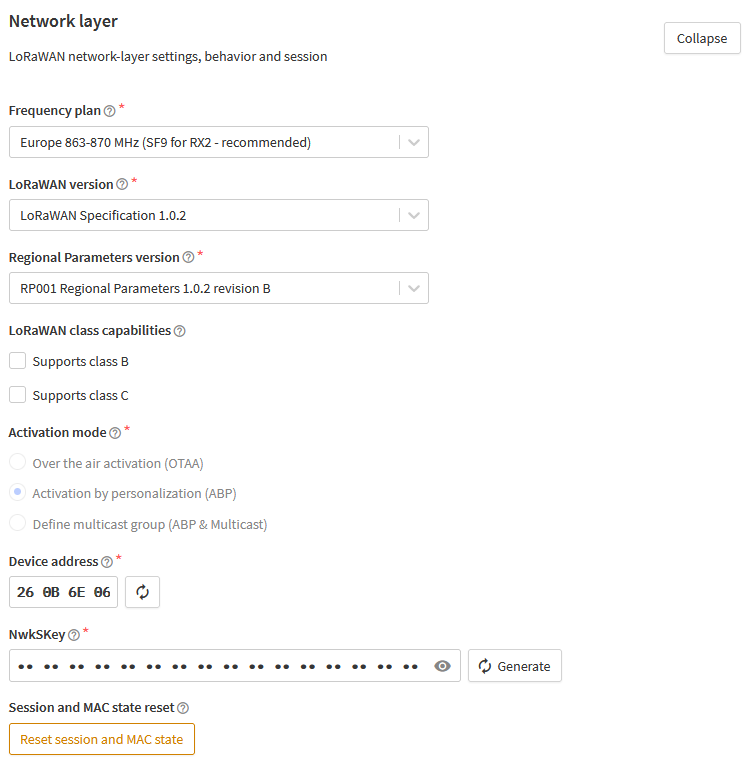 Network layer
Collapse
LoRaWAN network-layer settings, behavior and session
Frequency plan *
Europe 863-870 MHz (SF9 for RX2 - recommended)
LoRaWAN version *
LoRaWAN Specification 1.0.2
Regional Parameters version *
RP001 Regional Parameters 1.0.2 revision B
LoRaWAN class capabilities
Supports class B
Supports class C
Activation mode *
Over the air activation (OTAA)
Activation by personalization (ABP)
Define multicast group (ABP & Multicast)
Device address *
26 0B 6E 06
NwkSKey *
•• •• •• •• •• •• •• •• •• •• •• •• •• •• •• ••
Generate
Session and MAC state reset
Reset session and MAC state